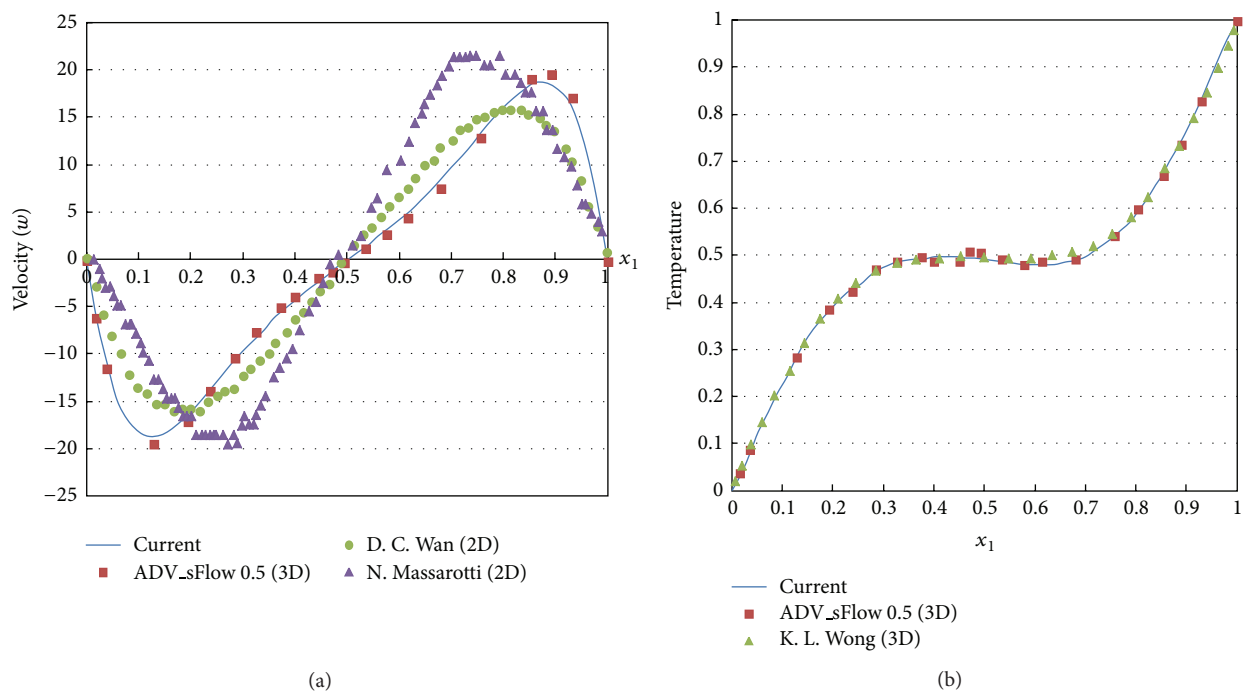 25
20
15
10
5
0
−5
−10
−15
−20
−25
Velocity (w)
0 0.1 0.2 0.3 0.4 0.5 0.6 0.7 0.8 0.9 1
x1
Current
ADV_sFlow 0.5 (3D)
D. C. Wan (2D)
N. Massarotti (2D)
(a)
1
0.9
0.8
0.7
0.6
0.5
0.4
0.3
0.2
0.1
0
Temperature
0 0.1 0.2 0.3 0.4 0.5 0.6 0.7 0.8 0.9 1
x1
Current
ADV_sFlow 0.5 (3D)
K. L. Wong (3D)
(b)